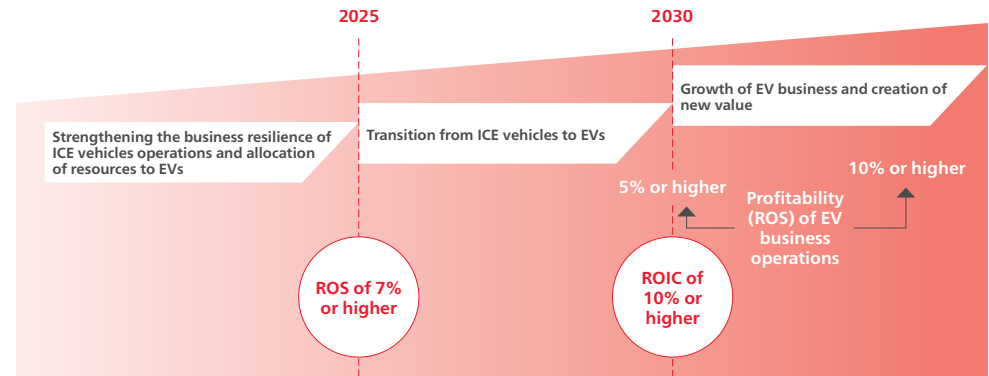 2025
2030
Strengthening the business resilience of
ICE vehicles operations and allocation
of resources to EVs
Transition from ICE vehicles to EVs
Growth of EV business and creation of
new value
5% or higher
10% or higher
Profitability
(ROS) of EV
business
operations
ROS of 7%
or higher
ROIC of
10% or
higher